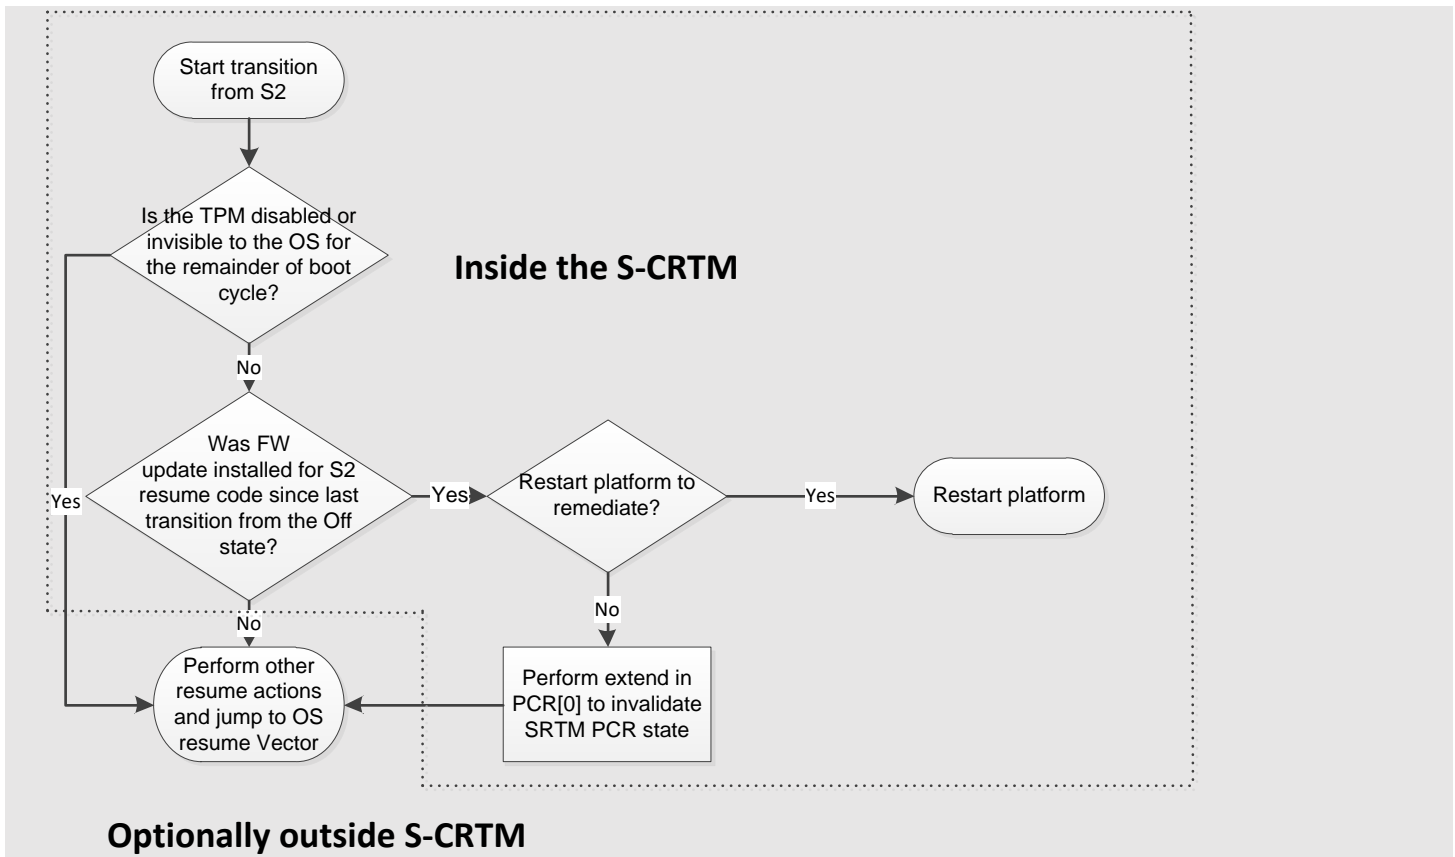 Start transition
from S2
Is the TPM disabled or
invisible to the OS for
the remainder of boot
cycle?
Inside the S-CRTM
No
Was FW
update installed for S2
resume code since last
transition from the Off
state?
Yes
Yes
Restart platform to
remediate?
Yes
Restart platform
No
No
Perform other
resume actions
and jump to OS
resume Vector
Perform extend in
PCR[0] to invalidate
SRTM PCR state
Optionally outside S-CRTM